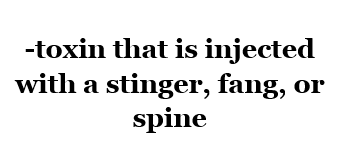 -toxin that is injected
with a stinger, fang, or
spine